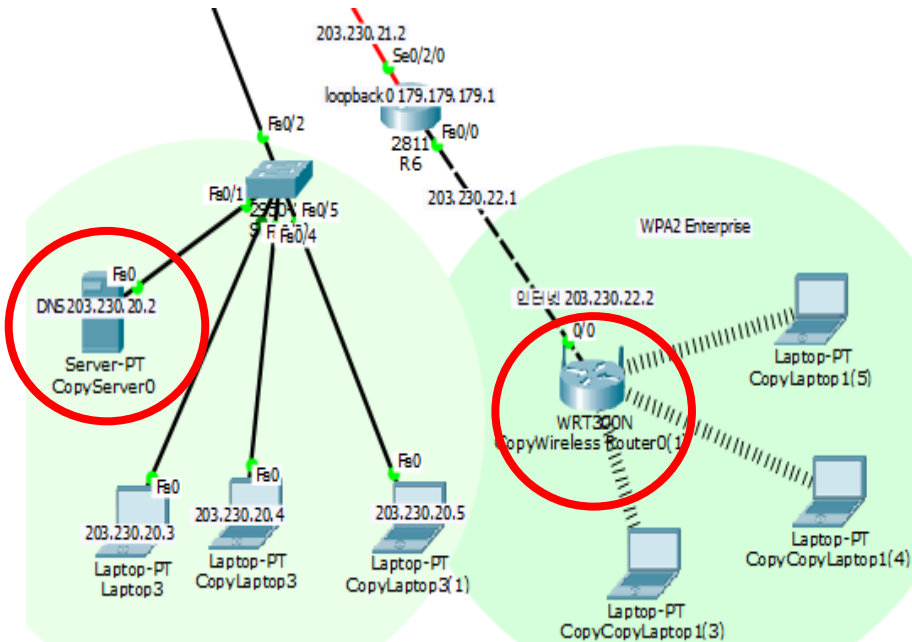 203.230.21.2
Se0/2/0
loopback0 179.179.179.1
Fa0/0
2811
R6
203.230.22.1
Fa0/2
Fa0/1
Fa0/5
Fa0/4
Fa0
DNS203.230.20.2
Server-PT
CopyServer0
Fa0
203.230.20.3
Laptop-PT
Laptop3
Fa0
203.230.20.4
Laptop-PT
CopyLaptop3
Fa0
203.230.20.5
Laptop-PT
CopyLaptop3(1)
WPA2 Enterprise
인터넷 203.230.22.2
0/0
WRT300N
CopyWireless Router0(1)
Laptop-PT
CopyLaptop1(5)
Laptop-PT
CopyCopyLaptop1(4)
Laptop-PT
CopyCopyLaptop1(3)